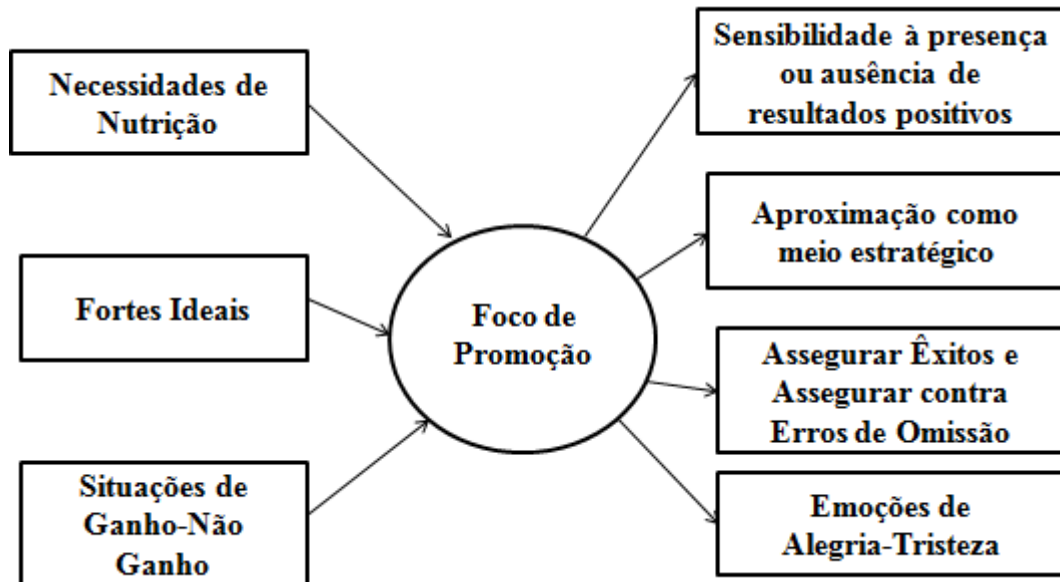 Necessidades de
Nutrição
Fortes Ideais
Situações de
Ganho-Não
Ganho
Foco de
Promoção
Sensibilidade à presença
ou ausência de
resultados positivos
Aproximação como
meio estratégico
Assegurar Êxitos e
Assegurar contra
Erros de Omissão
Emoções de
Alegria-Tristeza